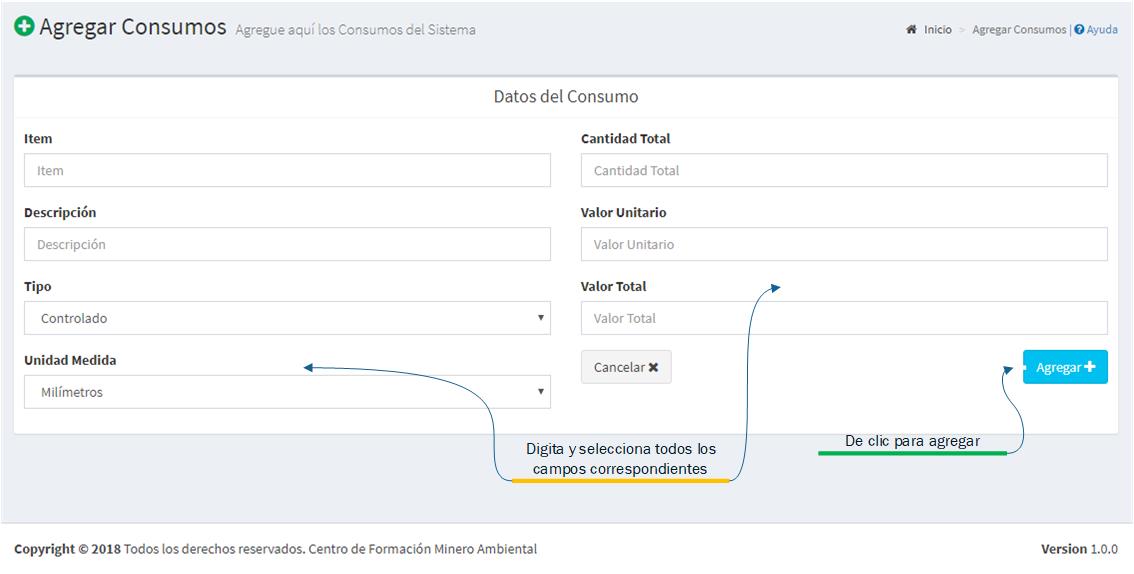 Agregar Consumos Agregue aquí los Consumos del Sistema
Inicio > Agregar Consumos | Ayuda
Datos del Consumo
Item
Item
Descripción
Descripción
Tipo
Controlado
Unidad Medida
Milímetros
Cantidad Total
Cantidad Total
Valor Unitario
Valor Unitario
Valor Total
Valor Total
Cancelar
Agregar
Digita y selecciona todos los
campos correspondientes
De clic para agregar
Copyright © 2018 Todos los derechos reservados. Centro de Formación Minero Ambiental
Version 1.0.0